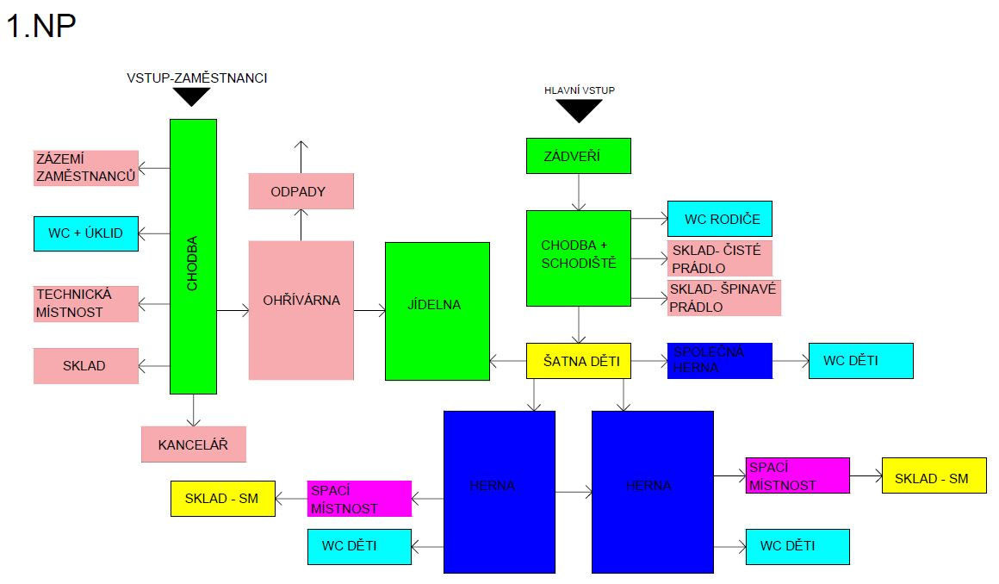 1.NP
VSTUP-ZAMĚSTNANCI
HLAVNÍ VSTUP
ZÁZEMÍ
ZAMĚSTNANCŮ
WC + ÚKLID
TECHNICKÁ
MÍSTNOST
SKLAD
CHODBA
KANCELÁŘ
ODPADY
OHŘÍVÁRNA
JÍDELNA
ZÁDVEŘÍ
CHODBA +
SCHODIŠTĚ
WC RODIČE
SKLAD- ČISTÉ
PRÁDLO
SKLAD- ŠPINAVÉ
PRÁDLO
ŠATNA DĚTI
SPOLEČNÁ
HERNA
WC DĚTI
HERNA
HERNA
SPACÍ
MÍSTNOST
SKLAD - SM
WC DĚTI
SPACÍ
MÍSTNOST
SKLAD - SM
WC DĚTI